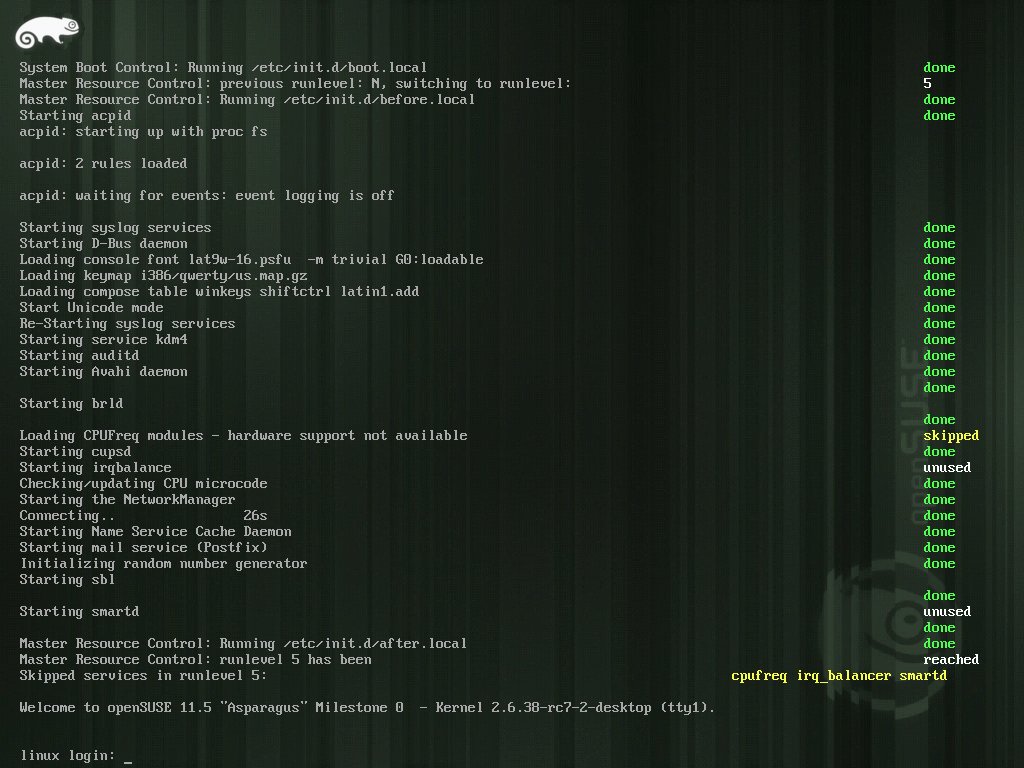 System Boot Control: Running /etc/init.d/boot.local done
Master Resource Control: previous runlevel: N, switching to runlevel: 5
Master Resource Control: Running /etc/init.d/before.local done
Starting acpid done
acpid: starting up with proc fs
acpid: 2 rules loaded
acpid: waiting for events: event logging is off
Starting syslog services done
Starting D-Bus daemon done
Loading console font lat9w-16.psfu  -m trivial G0:loadable done
Loading keymap i386/qwerty/us.map.gz done
Loading compose table winkeys shiftctrl latin1.add done
Start Unicode mode done
Re-Starting syslog services done
Starting service kdm4 done
Starting auditd done
Starting Avahi daemon done
done
Starting brld
done
Loading CPUFreq modules - hardware support not available skipped
Starting cupsd done
Starting irqbalance unused
Checking/updating CPU microcode done
Starting the NetworkManager done
Connecting.. 26s done
Starting Name Service Cache Daemon done
Starting mail service (Postfix) done
Initializing random number generator done
Starting sbl
done
Starting smartd unused
done
Master Resource Control: Running /etc/init.d/after.local done
Master Resource Control: runlevel 5 has been reached
Skipped services in runlevel 5: cpufreq irq_balancer smartd
Welcome to openSUSE 11.5 "Asparagus" Milestone 0  - Kernel 2.6.38-rc7-2-desktop (tty1).
linux login: _
openSUSE